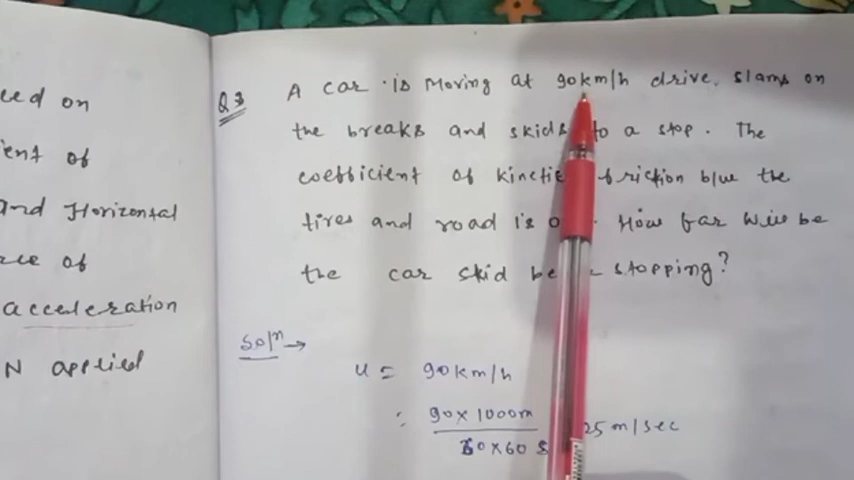 ed on
ient of
and Horizontal
ce of
acceleration
N applied
Q3 A car is moving at 90km/h drive, slams on
the breaks and skids to a stop. The
coefficient of kinetic friction b/w the
tires and road is How far will be
the car skid stopping?
Soln →
u = 90km/h
= 90×1000m
60×60 s
25 m/sec